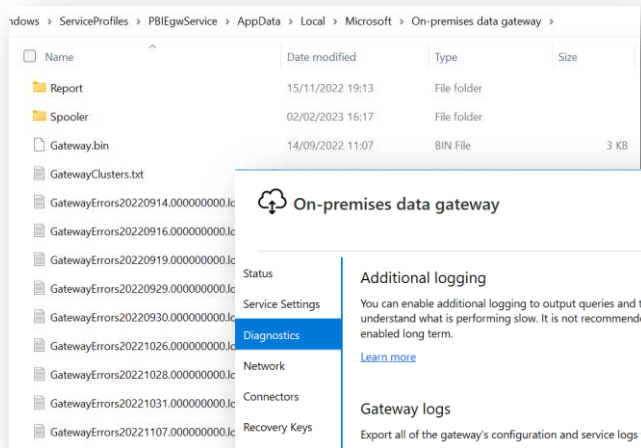 ndows > ServiceProfiles > PBIEgwService > AppData > Local > Microsoft > On-premises data gateway >
Name Date modified Type Size
Report 15/11/2022 19:13 File folder
Spooler 02/02/2023 16:17 File folder
Gateway.bin 14/09/2022 11:07 BIN File 3 KB
GatewayClusters.txt
GatewayErrors20220914.000000000.lo
GatewayErrors20220916.000000000.lo
GatewayErrors20220919.000000000.lo
GatewayErrors20220929.000000000.lo
GatewayErrors20220930.000000000.lo
GatewayErrors20221026.000000000.lo
GatewayErrors20221028.000000000.lo
GatewayErrors20221031.000000000.lo
GatewayErrors20221107.000000000.lo
On-premises data gateway
Status
Service Settings
Diagnostics
Network
Connectors
Recovery Keys
Additional logging
You can enable additional logging to output queries and t
understand what is performing slow. It is not recommende
enabled long term.
Learn more
Gateway logs
Export all of the gateway's configuration and service logs